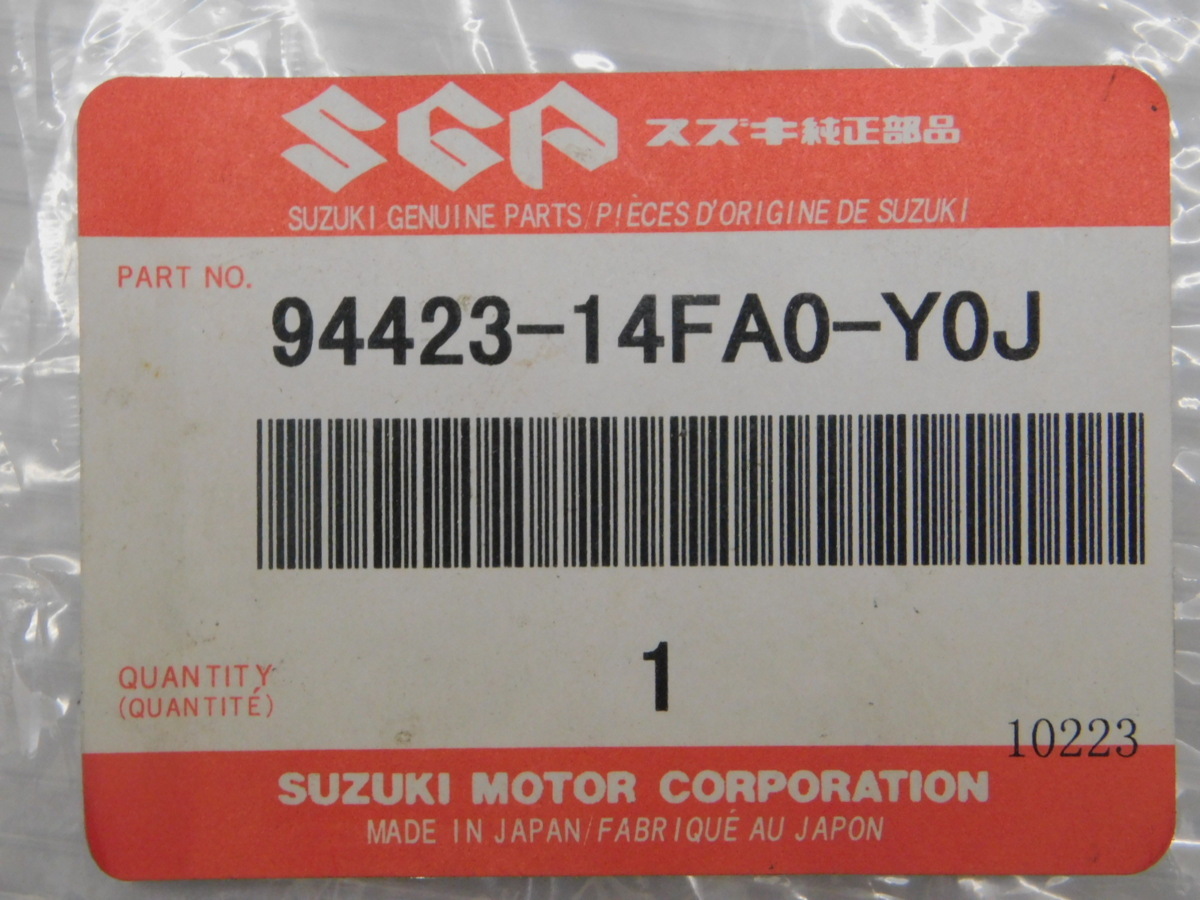 SGP スズキ純正部品
SUZUKI GENUINE PARTS/PIÈCES D'ORIGINE DE SUZUKI
PART NO.
94423-14FA0-Y0J
QUANTITY
(QUANTITÉ)
1
10223
SUZUKI MOTOR CORPORATION
MADE IN JAPAN/FABRIQUÉ AU JAPON